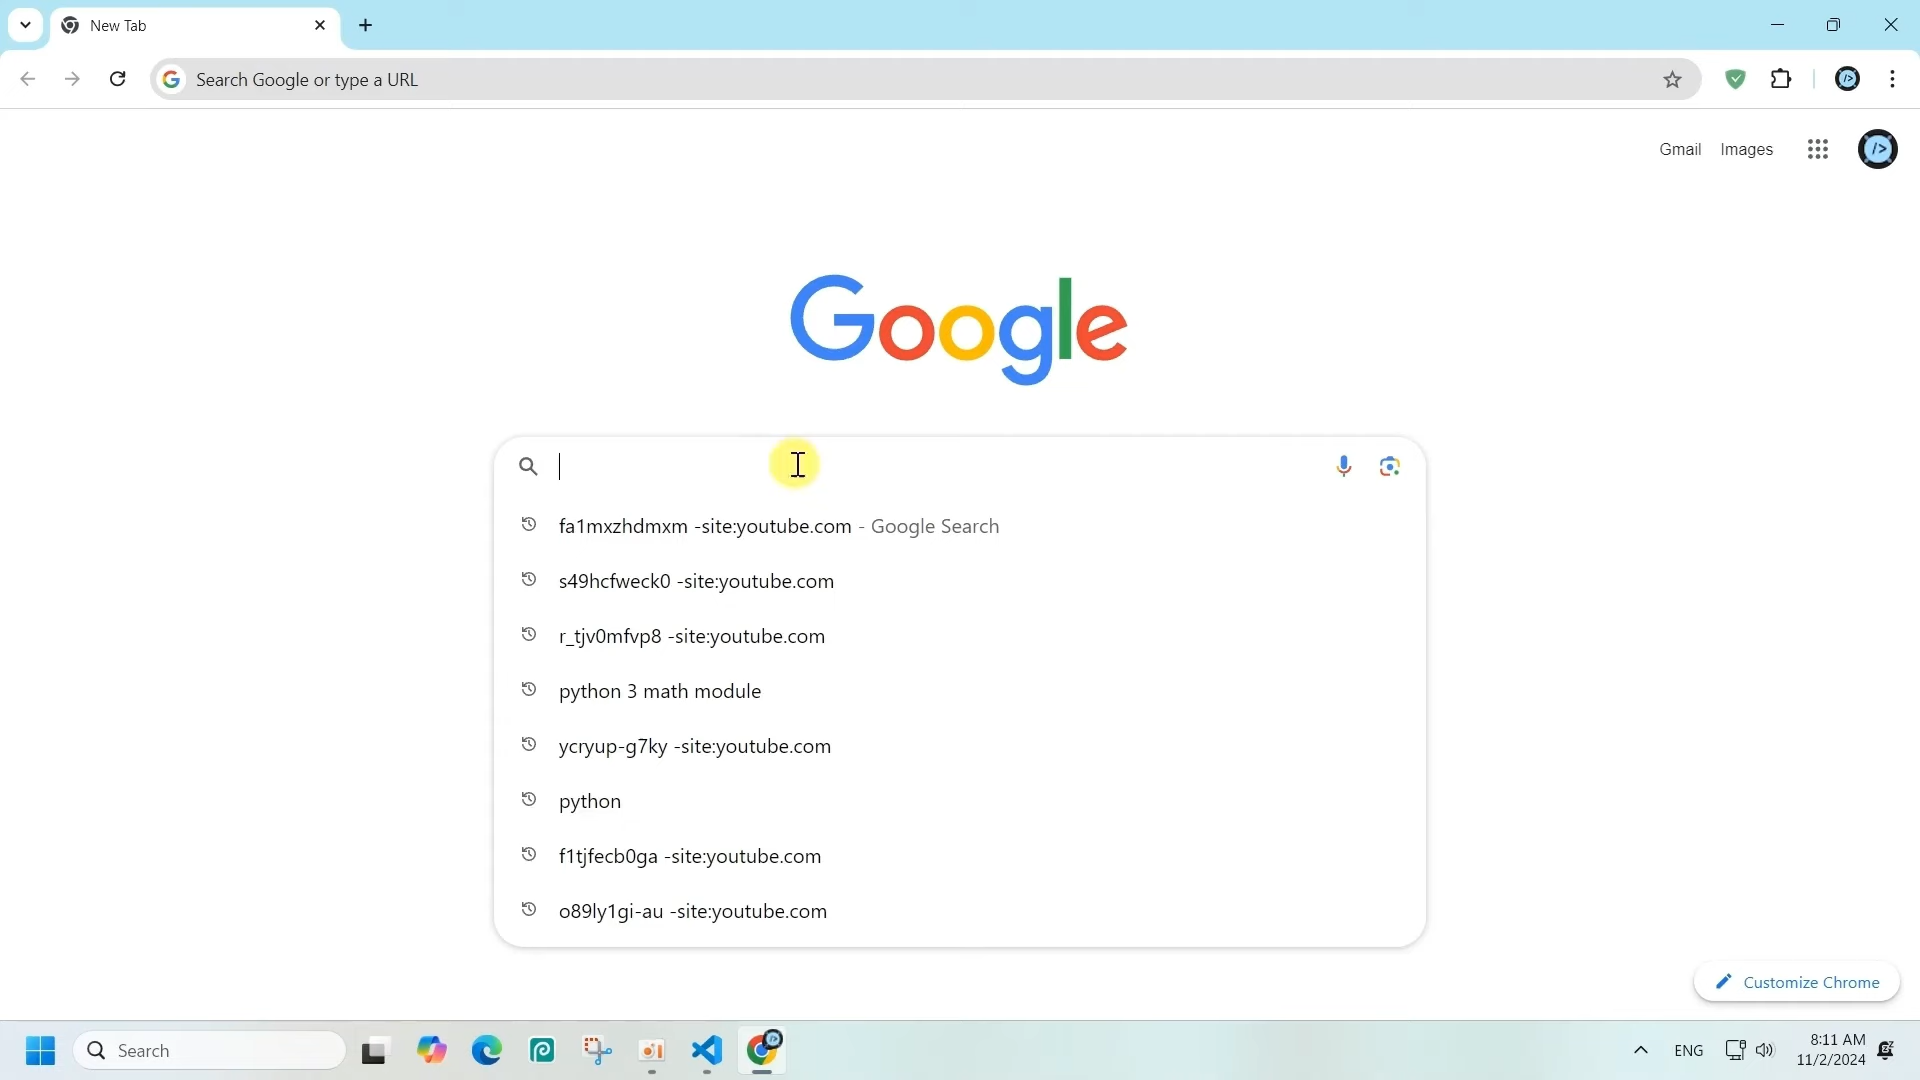 New Tab
Search Google or type a URL
Gmail Images
Google
fa1mxzhdmxm -site:youtube.com - Google Search
s49hcfweck0 -site:youtube.com
r_tjv0mfvp8 -site:youtube.com
python 3 math module
ycryup-g7ky -site:youtube.com
python
f1tjfecb0ga -site:youtube.com
o89ly1gi-au -site:youtube.com
Customize Chrome
Search
ENG
8:11 AM
11/2/2024